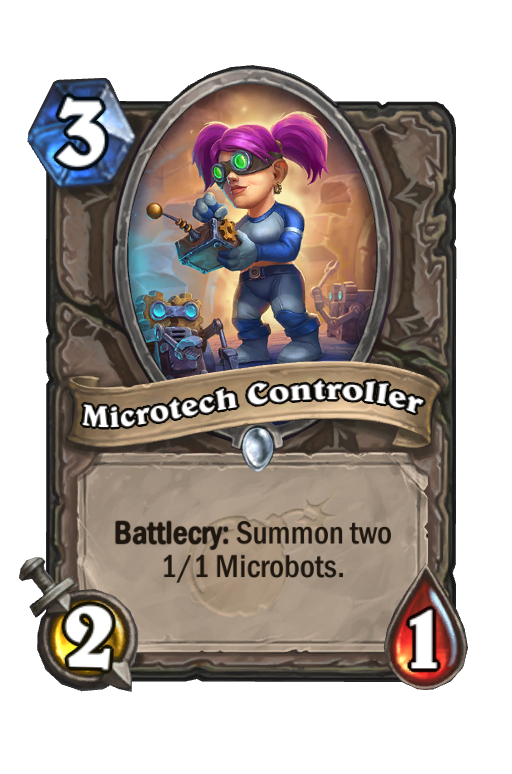 3
Microtech Controller
Battlecry: Summon two
1/1 Microbots.
2
1